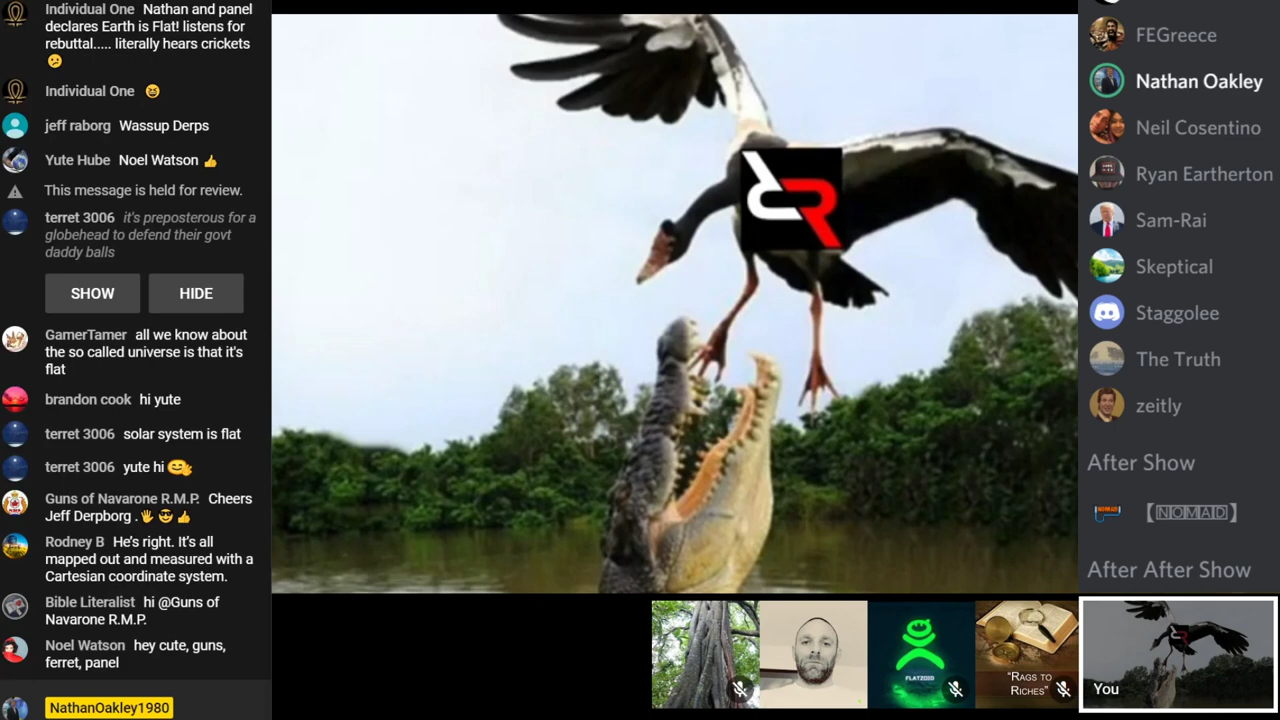 Individual One Nathan and panel
declares Earth is Flat! listens for
rebuttal..... literally hears crickets
Individual One
jeff raborg Wassup Derps
Yute Hube Noel Watson
This message is held for review.
terret 3006 it's preposterous for a
globehead to defend their govt
daddy balls
SHOW HIDE
GamerTamer all we know about
the so called universe is that it's
flat
brandon cook hi yute
terret 3006 solar system is flat
terret 3006 yute hi
Guns of Navarone R.M.P. Cheers
Jeff Derpborg .
Rodney B He's right. It's all
mapped out and measured with a
Cartesian coordinate system.
Bible Literalist hi @Guns of
Navarone R.M.P.
Noel Watson hey cute, guns,
ferret, panel
NathanOakley1980
R
FLATZOID
"RAGS TO
RICHES"
You
FEGreece
Nathan Oakley
Neil Cosentino
Ryan Eartherton
Sam-Rai
Skeptical
Staggolee
The Truth
zeitly
After Show
【NOMAD】
After After Show